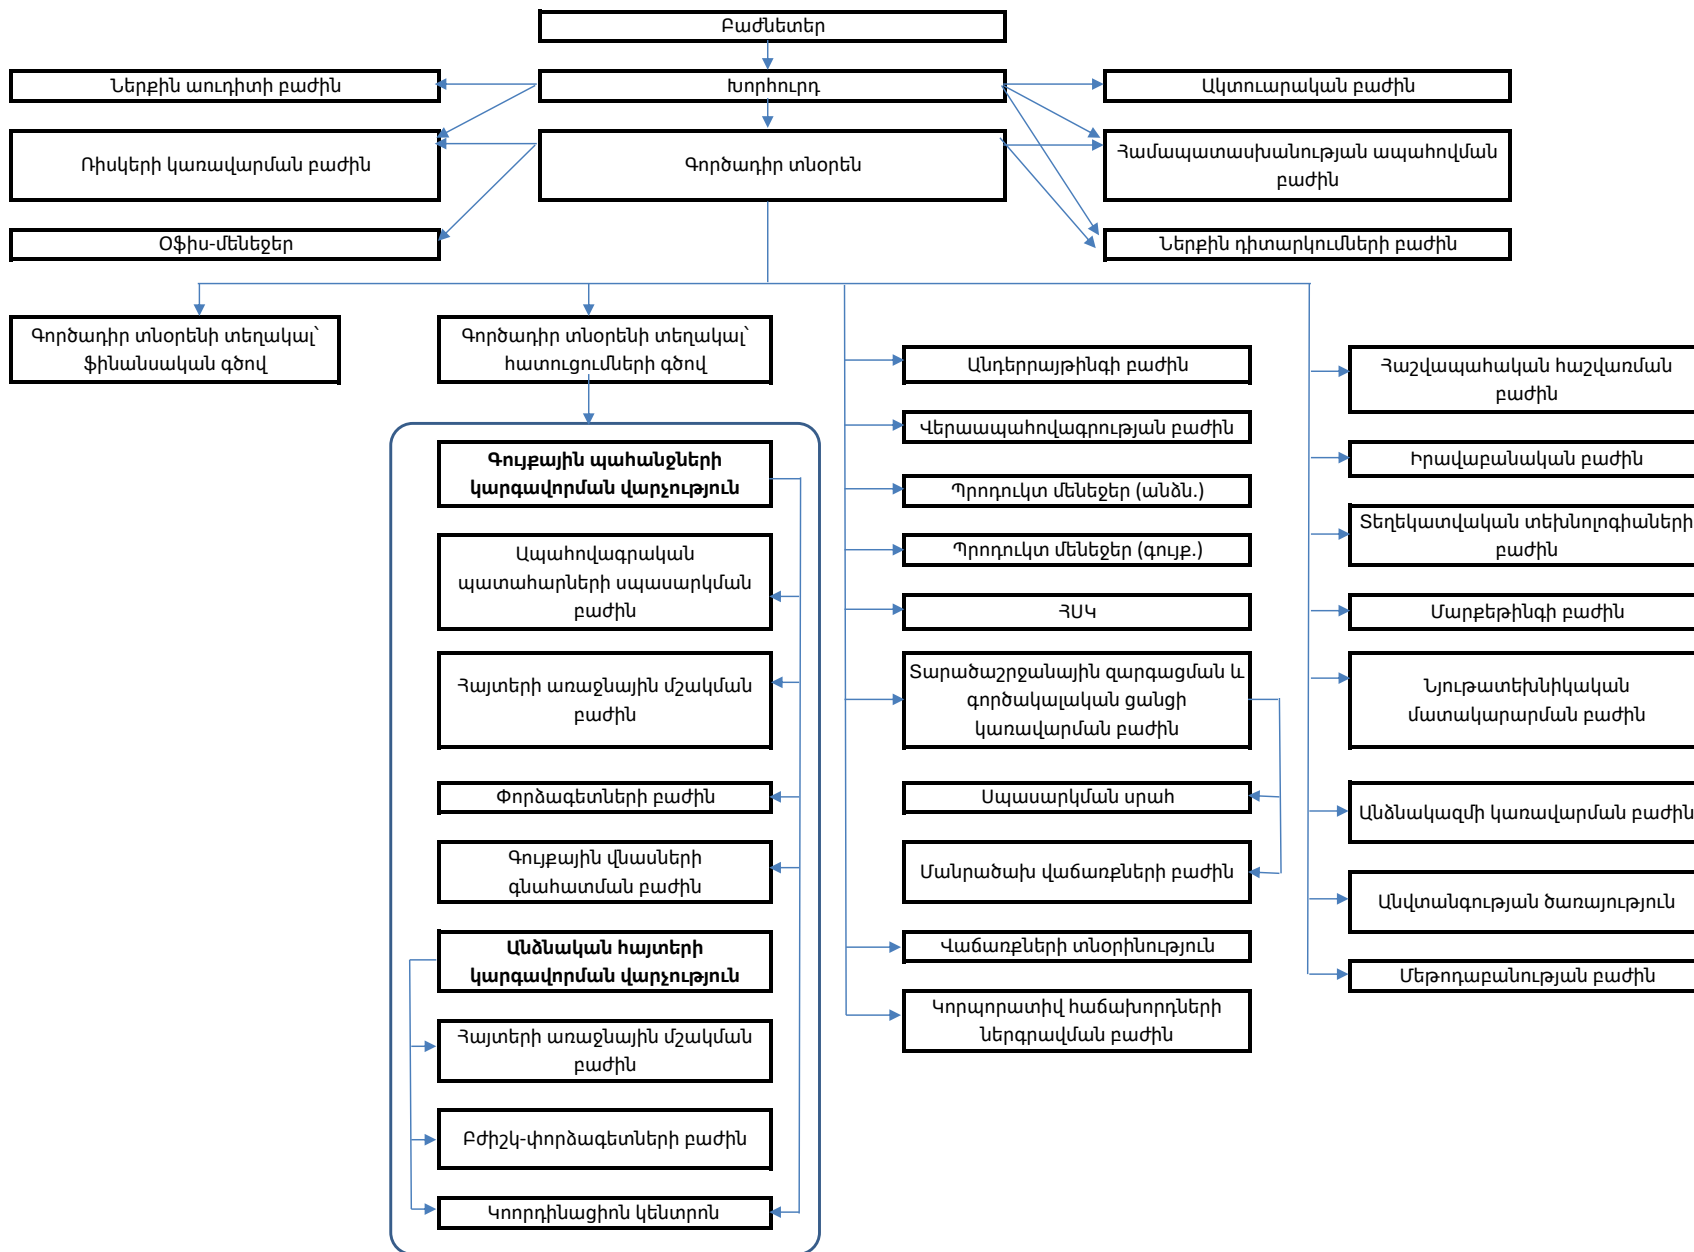 Բաժնետեր
Ներքին աուդիտի բաժին
Խորհուրդ
Ակտուարական բաժին
Ռիսկերի կառավարման բաժին
Գործադիր տնօրեն
Համապատասխանության ապահովման
բաժին
Օֆիս-մենեջեր
Ներքին դիտարկումների բաժին
Գործադիր տնօրենի տեղակալ՝
ֆինանսական գծով
Գործադիր տնօրենի տեղակալ՝
հատուցումների գծով
Գույքային պահանջների
կարգավորման վարչություն
Ապահովագրական
պատահարների սպասարկման
բաժին
Հայտերի առաջնային մշակման
բաժին
Փորձագետների բաժին
Գույքային վնասների
գնահատման բաժին
Անձնական հայտերի
կարգավորման վարչություն
Հայտերի առաջնային մշակման
բաժին
Բժիշկ-փորձագետների բաժին
Կոորդինացիոն կենտրոն
Անդերրայթինգի բաժին
Վերաապահովագրության բաժին
Պրոդուկտ մենեջեր (անձն.)
Պրոդուկտ մենեջեր (գույք.)
ՀՍԿ
Տարածաշրջանային զարգացման և
գործակալական ցանցի
կառավարման բաժին
Սպասարկման սրահ
Մանրածախ վաճառքների բաժին
Վաճառքների տնօրինություն
Կորպորատիվ հաճախորդների
ներգրավման բաժին
Հաշվապահական հաշվառման
բաժին
Իրավաբանական բաժին
Տեղեկատվական տեխնոլոգիաների
բաժին
Մարքեթինգի բաժին
Նյութատեխնիկական
մատակարարման բաժին
Անձնակազմի կառավարման բաժին
Անվտանգության ծառայություն
Մեթոդաբանության բաժին